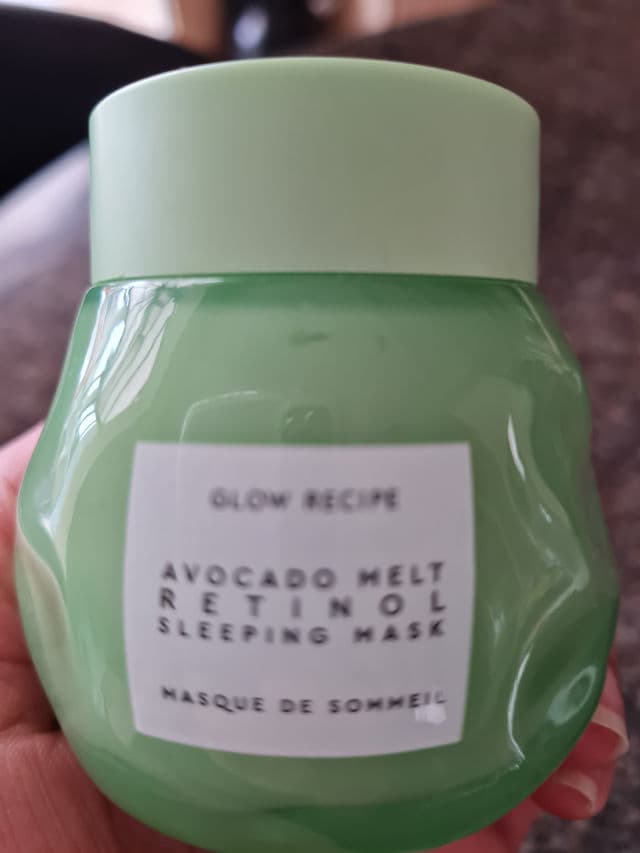 GLOW RECIPE
AVOCADO MELT
RETINOL
SLEEPING MASK
MASQUE DE SOMMEIL